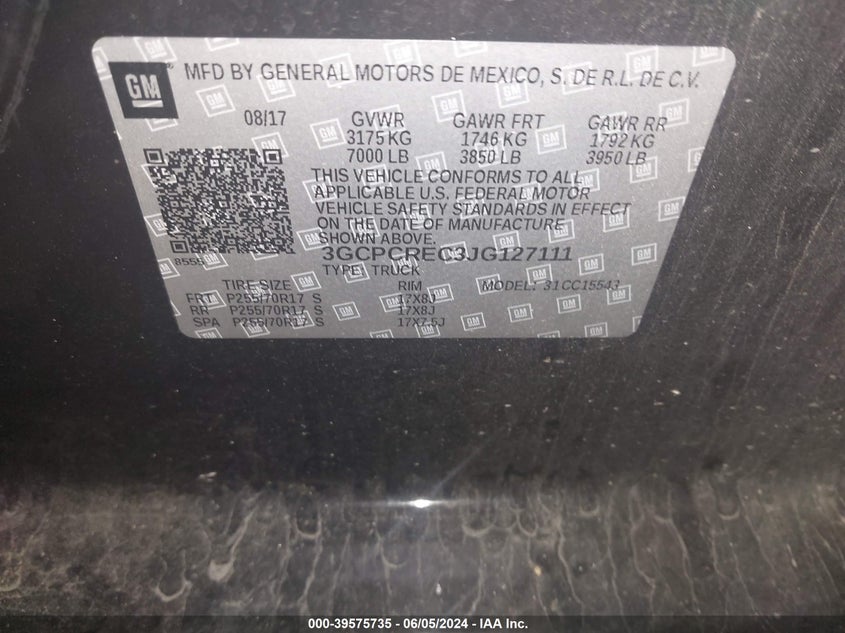 GM
MFD BY GENERAL MOTORS DE MEXICO, S. DE R.L. DE C.V.
08/17 GVWR GAWR FRT GAWR RR
3175 KG 1746 KG 1792 KG
7000 LB 3850 LB 3950 LB
THIS VEHICLE CONFORMS TO ALL
APPLICABLE U.S. FEDERAL MOTOR
VEHICLE SAFETY STANDARDS IN EFFECT
ON THE DATE OF MANUFACTURE
SHOWN ABOVE.
8555 3GCPCREC3JG127111
TYPE: TRUCK MODEL: 31CC15543
TIRE SIZE RIM
FRT P255/70R17 S 17X8J
RR P255/70R17 S 17X8J
SPA P255/70R17 S 17X7.5J
000-39575735 - 06/05/2024 - IAA Inc.